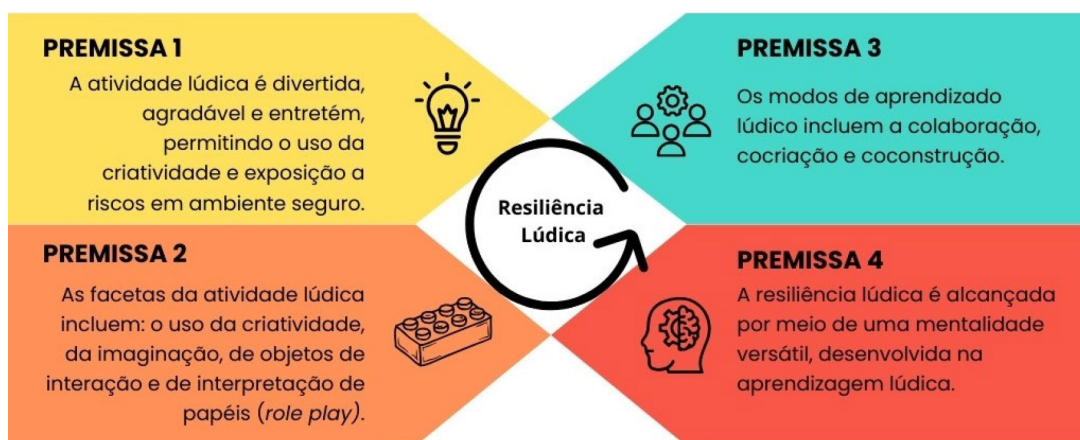 PREMISSA 1
A atividade lúdica é divertida,
agradável e entretém,
permitindo o uso da
criatividade e exposição a
riscos em ambiente seguro.
PREMISSA 2
As facetas da atividade lúdica
incluem: o uso da criatividade,
da imaginação, de objetos de
interação e de interpretação de
papéis (role play).
Resiliência
Lúdica
PREMISSA 3
Os modos de aprendizado
lúdico incluem a colaboração,
cocriação e coconstrução.
PREMISSA 4
A resiliência lúdica é alcançada
por meio de uma mentalidade
versátil, desenvolvida na
aprendizagem lúdica.